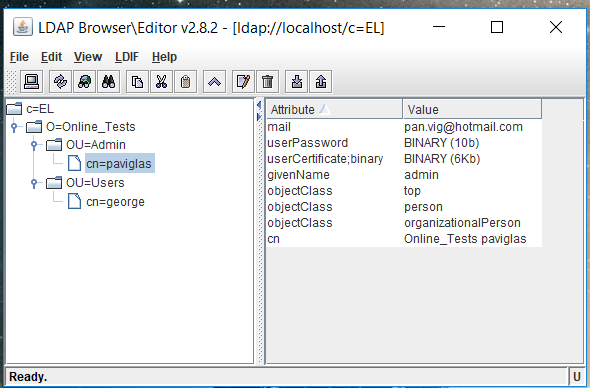 LDAP Browser\Editor v2.8.2 - [ldap://localhost/c=EL]
File Edit View LDIF Help
c=EL
O=Online_Tests
OU=Admin
cn=paviglas
OU=Users
cn=george
Attribute Value
mail pan.vig@hotmail.com
userPassword BINARY (10b)
userCertificate;binary BINARY (6Kb)
givenName admin
objectClass top
objectClass person
objectClass organizationalPerson
cn Online_Tests paviglas
Ready. U